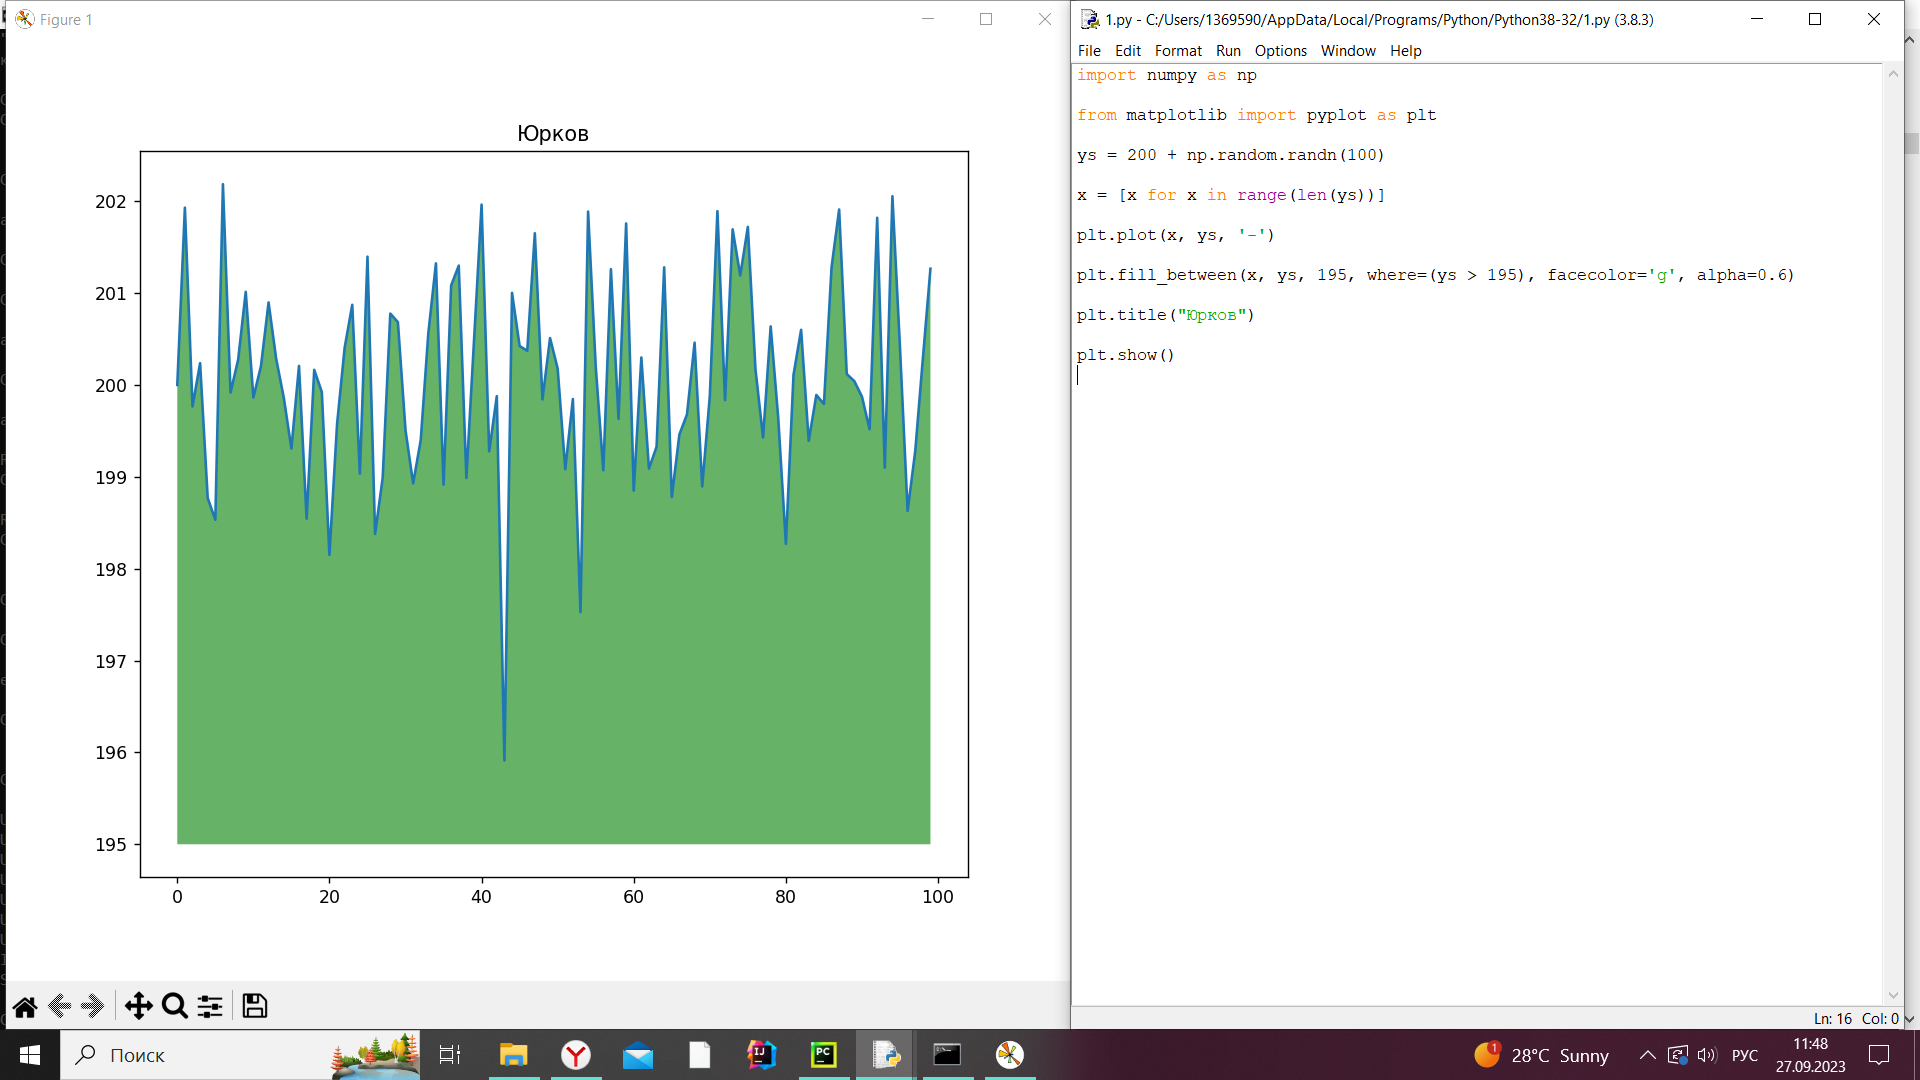 Figure 1
Юрков
202
201
200
199
198
197
196
195
0 20 40 60 80 100
1.py - C:/Users/1369590/AppData/Local/Programs/Python/Python38-32/1.py (3.8.3)
File Edit Format Run Options Window Help
import numpy as np
from matplotlib import pyplot as plt
ys = 200 + np.random.randn(100)
x = [x for x in range(len(ys))]
plt.plot(x, ys, '-')
plt.fill_between(x, ys, 195, where=(ys > 195), facecolor='g', alpha=0.6)
plt.title("Юрков")
plt.show()
Ln: 16 Col: 0
Поиск
28°C Sunny
РУС
11:48
27.09.2023